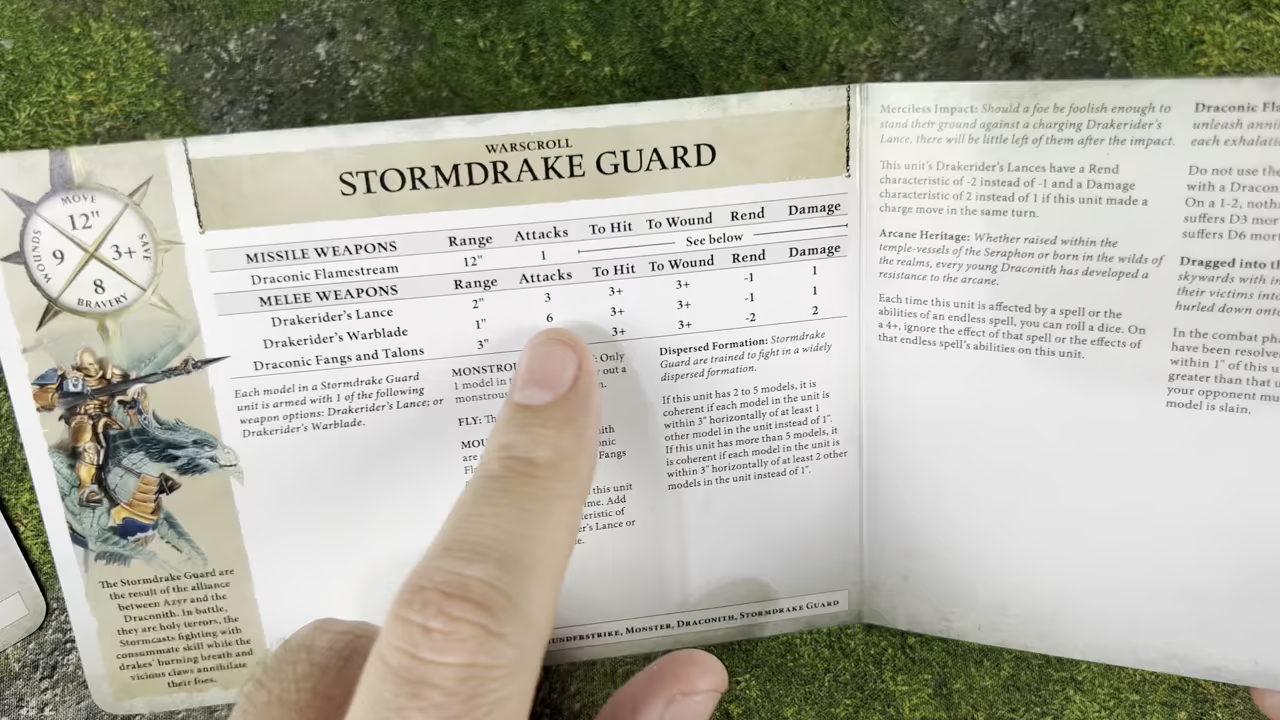 WARSCROLL
STORMDRAKE GUARD
MOVE
12"
WOUNDS
9
3+
SAVE
8
BRAVERY
MISSILE WEAPONS Range Attacks To Hit To Wound Rend Damage
Draconic Flamestream 12" 1 See below
MELEE WEAPONS Range Attacks To Hit To Wound Rend Damage
Drakerider's Lance 2" 3 3+ 3+ -1 1
Drakerider's Warblade 1" 6 3+ 3+ -1 1
Draconic Fangs and Talons 3" 3+ 3+ -2 2
Each model in a Stormdrake Guard
unit is armed with 1 of the following
weapon options: Drakerider's Lance; or
Drakerider's Warblade.
Only
1 model in out a
FLY:
are
Fangs
this unit
Add
Lance or
Dispersed Formation: Stormdrake
Guard are trained to fight in a widely
dispersed formation.
If this unit has 2 to 5 models, it is
coherent if each model in the unit is
within 3" horizontally of at least 1
other model in the unit instead of 1".
If this unit has more than 5 models, it
is coherent if each model in the unit is
within 3" horizontally of at least 2 other
models in the unit instead of 1".
The Stormdrake Guard are
the result of the alliance
between Azyr and the
Draconith. In battle,
they are holy terrors, the
Stormcasts fighting with
consummate skill while the
drakes' burning breath and
vicious claws annihilate
their foes.
MONSTER, DRACONITH, STORMDRAKE GUARD
Merciless Impact: Should a foe be foolish enough to
stand their ground against a charging Drakerider's
Lance, there will be little left of them after the impact.
This unit's Drakerider's Lances have a Rend
characteristic of -2 instead of -1 and a Damage
characteristic of 2 instead of 1 if this unit made a
charge move in the same turn.
Arcane Heritage: Whether raised within the
temple-vessels of the Seraphon or born in the wilds of
the realms, every young Draconith has developed a
resistance to the arcane.
Each time this unit is affected by a spell or the
abilities of an endless spell, you can roll a dice. On
a 4+, ignore the effect of that spell or the effects of
that endless spell's abilities on this unit.
Draconic
unleash
each
Do not use the
with a
On a 1-2,
suffers D3
suffers D6
Dragged
skywards with
their victims
hurled down
In the combat
have been
within 1" of this
greater than that
your opponent
model is slain.